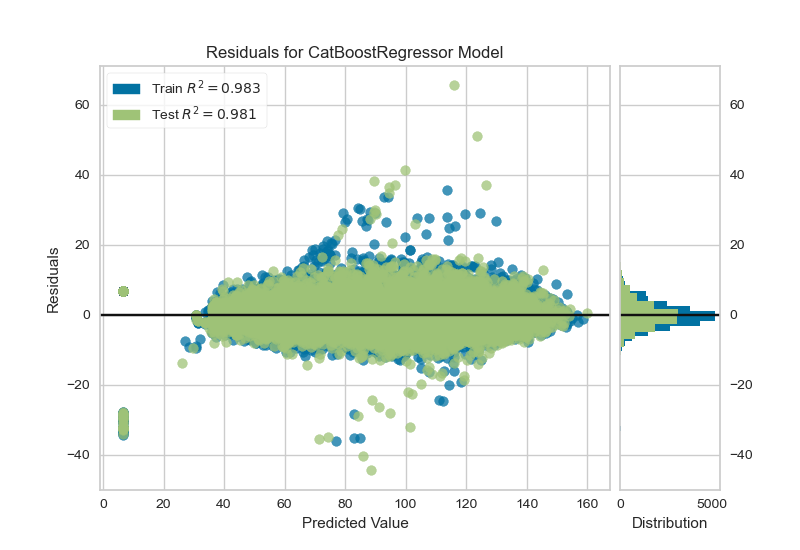 Residuals for CatBoostRegressor Model
Train R² = 0.983
Test R² = 0.981
60
40
20
0
−20
−40
Residuals
0 20 40 60 80 100 120 140 160
Predicted Value
60
40
20
0
−20
−40
0 5000
Distribution